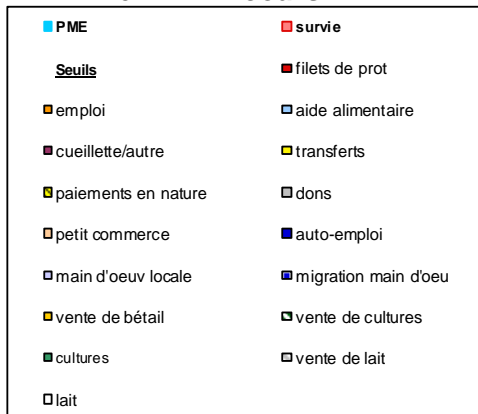 PME survie
Seuils filets de prot
emploi aide alimentaire
cueillette/autre transferts
paiements en nature dons
petit commerce auto-emploi
main d'oeuv locale migration main d'oeu
vente de bétail vente de cultures
cultures vente de lait
lait